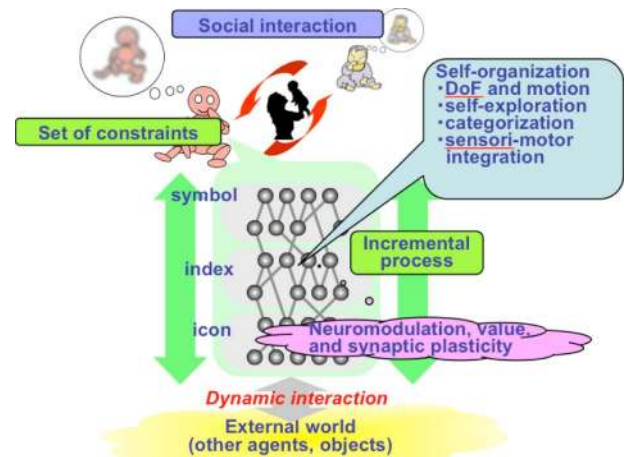 Social interaction
Self-organization
・DoF and motion
・self-exploration
・categorization
・sensori-motor
integration
Set of constraints
symbol
Incremental
process
index
icon
Neuromodulation, value,
and synaptic plasticity
Dynamic interaction
External world
(other agents, objects)